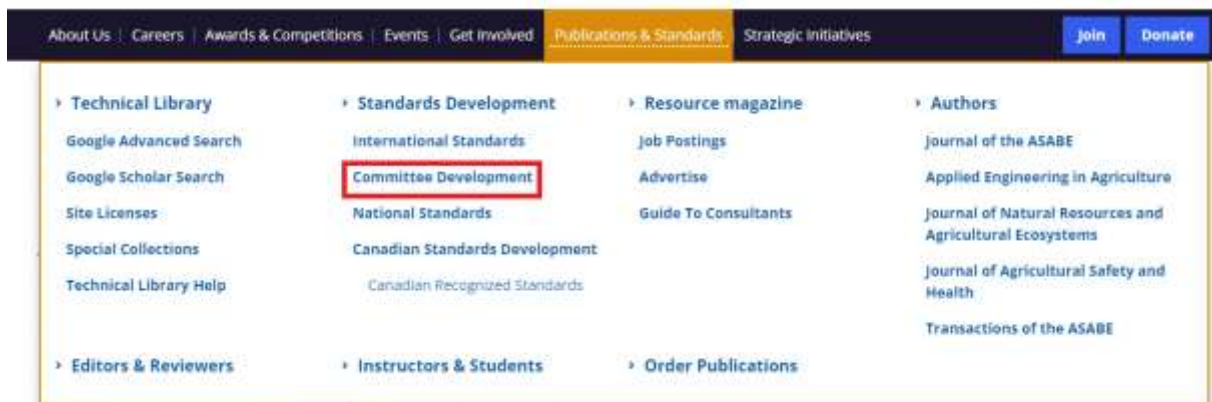 About Us | Careers | Awards & Competitions | Events | Get Involved Publications & Standards Strategic Initiatives Join Donate
Technical Library
Google Advanced Search
Google Scholar Search
Site Licenses
Special Collections
Technical Library Help
Standards Development
International Standards
Committee Development
National Standards
Canadian Standards Development
Canadian Recognized Standards
Resource magazine
Job Postings
Advertise
Guide To Consultants
Authors
Journal of the ASABE
Applied Engineering in Agriculture
Journal of Natural Resources and
Agricultural Ecosystems
Journal of Agricultural Safety and
Health
Transactions of the ASABE
Editors & Reviewers
Instructors & Students
Order Publications